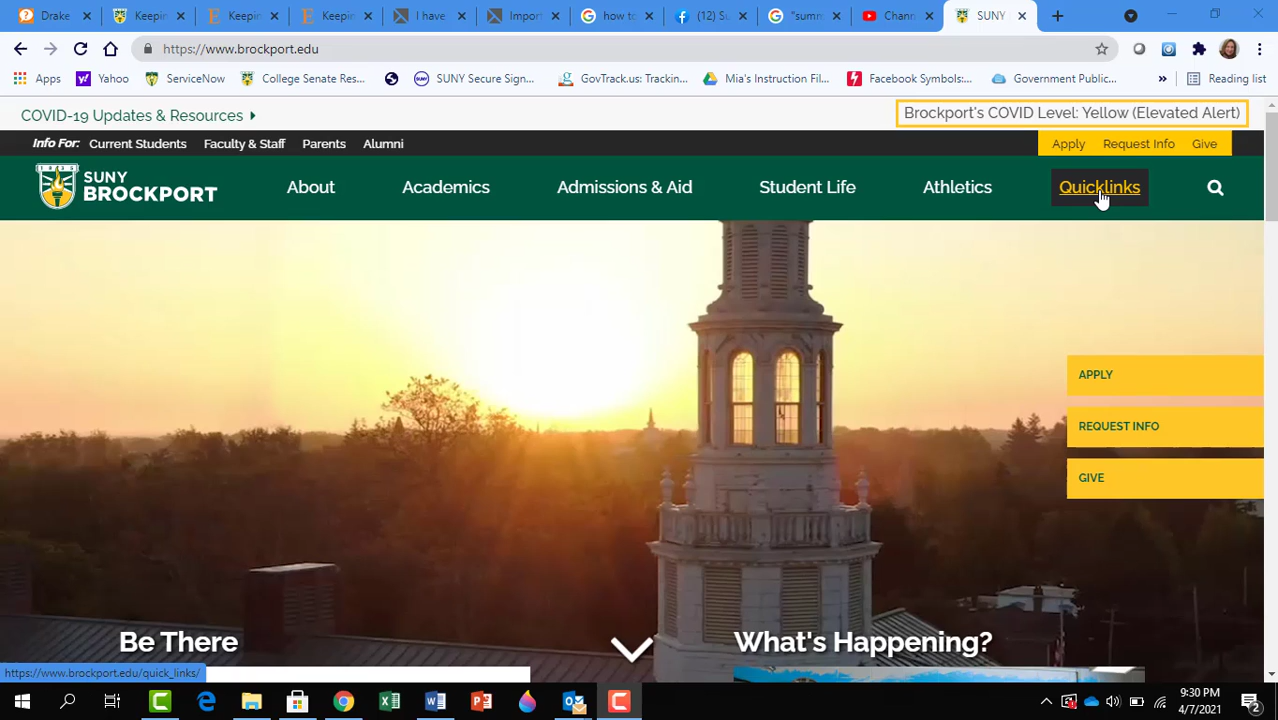 Drake
Keepin
Keepin
Keepin
I have
Import
how to
(12) Su
"summ
Chann
SUNY
https://www.brockport.edu
Apps
Yahoo
ServiceNow
College Senate Res...
SUNY Secure Sign...
GovTrack.us: Trackin...
Mia's Instruction Fil...
Facebook Symbols:...
Government Public...
»
Reading list
COVID-19 Updates & Resources
Brockport's COVID Level: Yellow (Elevated Alert)
Info For: Current Students Faculty & Staff Parents Alumni
Apply Request Info Give
SUNY
BROCKPORT
About
Academics
Admissions & Aid
Student Life
Athletics
Quicklinks
APPLY
REQUEST INFO
GIVE
Be There
What's Happening?
https://www.brockport.edu/quick_links/
9:30 PM
4/7/2021
2